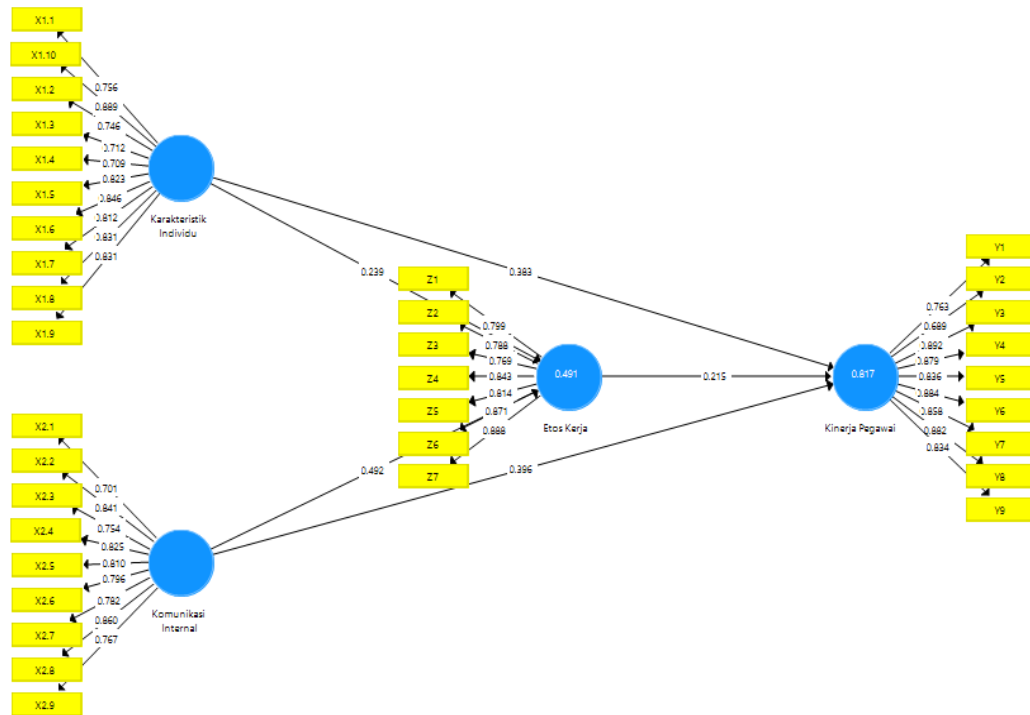 X1.1
X1.10
X1.2
X1.3
X1.4
X1.5
X1.6
X1.7
X1.8
X1.9
0.756
0.889
0.746
0.712
0.709
0.823
0.846
0.812
0.831
0.831
Karakteristik
Individu
0.239
0.383
X2.1
X2.2
X2.3
X2.4
X2.5
X2.6
X2.7
X2.8
X2.9
0.701
0.841
0.754
0.825
0.810
0.796
0.782
0.860
0.767
Komunikasi
Internal
0.492
0.396
Z1
Z2
Z3
Z4
Z5
Z6
Z7
0.799
0.788
0.769
0.843
0.814
0.871
0.888
0.491
Etos Kerja
0.215
0.817
Kinerja Pegawai
0.763
0.689
0.892
0.879
0.836
0.884
0.858
0.882
0.834
Y1
Y2
Y3
Y4
Y5
Y6
Y7
Y8
Y9